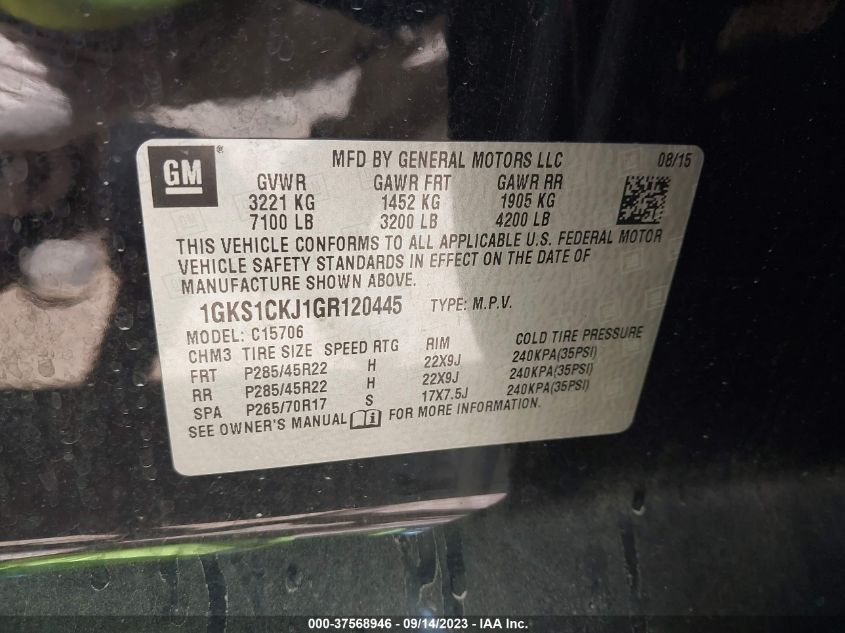 GM® MFD BY GENERAL MOTORS LLC 08/15
GVWR GAWR FRT GAWR RR
3221 KG 1452 KG 1905 KG
7100 LB 3200 LB 4200 LB
THIS VEHICLE CONFORMS TO ALL APPLICABLE U.S. FEDERAL MOTOR
VEHICLE SAFETY STANDARDS IN EFFECT ON THE DATE OF
MANUFACTURE SHOWN ABOVE.
1GKS1CKJ1GR120445 TYPE: M.P.V.
MODEL: C15706
CHM3 TIRE SIZE SPEED RTG RIM COLD TIRE PRESSURE
FRT P285/45R22 H 22X9J 240KPA(35PSI)
RR P285/45R22 H 22X9J 240KPA(35PSI)
SPA P265/70R17 S 17X7.5J 240KPA(35PSI)
SEE OWNER'S MANUAL FOR MORE INFORMATION.
000-37568946 - 09/14/2023 - IAA Inc.